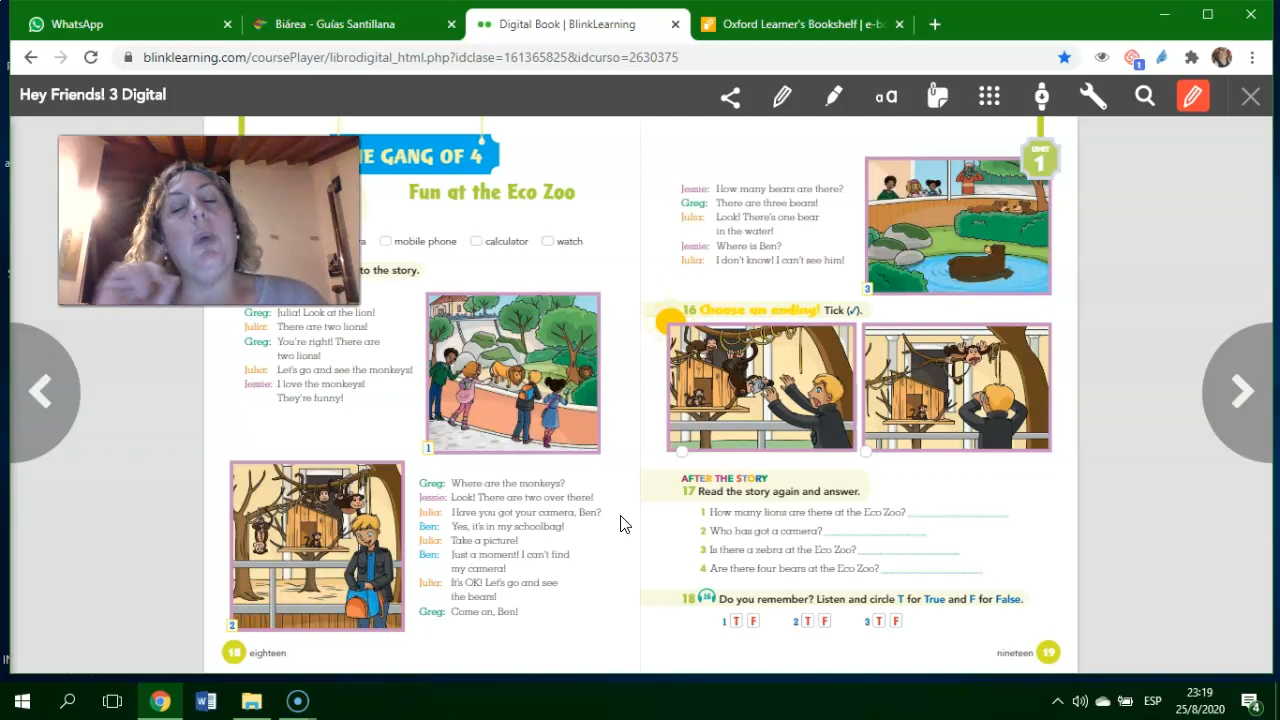 WhatsApp
Biárea - Guías Santillana
Digital Book | BlinkLearning
Oxford Learner's Bookshelf | e-bo
blinklearning.com/coursePlayer/librodigital_html.php?idclase=161365825&idcurso=2630375
1
Hey Friends! 3 Digital
aa
E GANG OF 4
Fun at the Eco Zoo
ra
mobile phone
calculator
watch
to the story.
Greg: Julia! Look at the lion!
Julia: There are two lions!
Greg: You're right! There are
two lions!
Julia: Let's go and see the monkeys!
Jessie: I love the monkeys!
They're funny!
1
Greg: Where are the monkeys?
Jessie: Look! There are two over there!
Julia: Have you got your camera, Ben?
Ben: Yes, it's in my schoolbag!
Julia: Take a picture!
Ben: Just a moment! I can't find
my camera!
Julia: It's OK! Let's go and see
the bears!
Greg: Come on, Ben!
2
18 eighteen
UNIT
1
Jessie: How many bears are there?
Greg: There are three bears!
Julia: Look! There's one bear
in the water!
Jessie: Where is Ben?
Julia: I don't know! I can't see him!
3
16 Choose an ending! Tick (✓).
AFTER THE STORY
17 Read the story again and answer.
1 How many lions are there at the Eco Zoo?
2 Who has got a camera?
3 Is there a zebra at the Eco Zoo?
4 Are there four bears at the Eco Zoo?
18 Do you remember? Listen and circle T for True and F for False.
1 T F 2 T F 3 T F
nineteen 19
ESP
23:19
25/8/2020
4